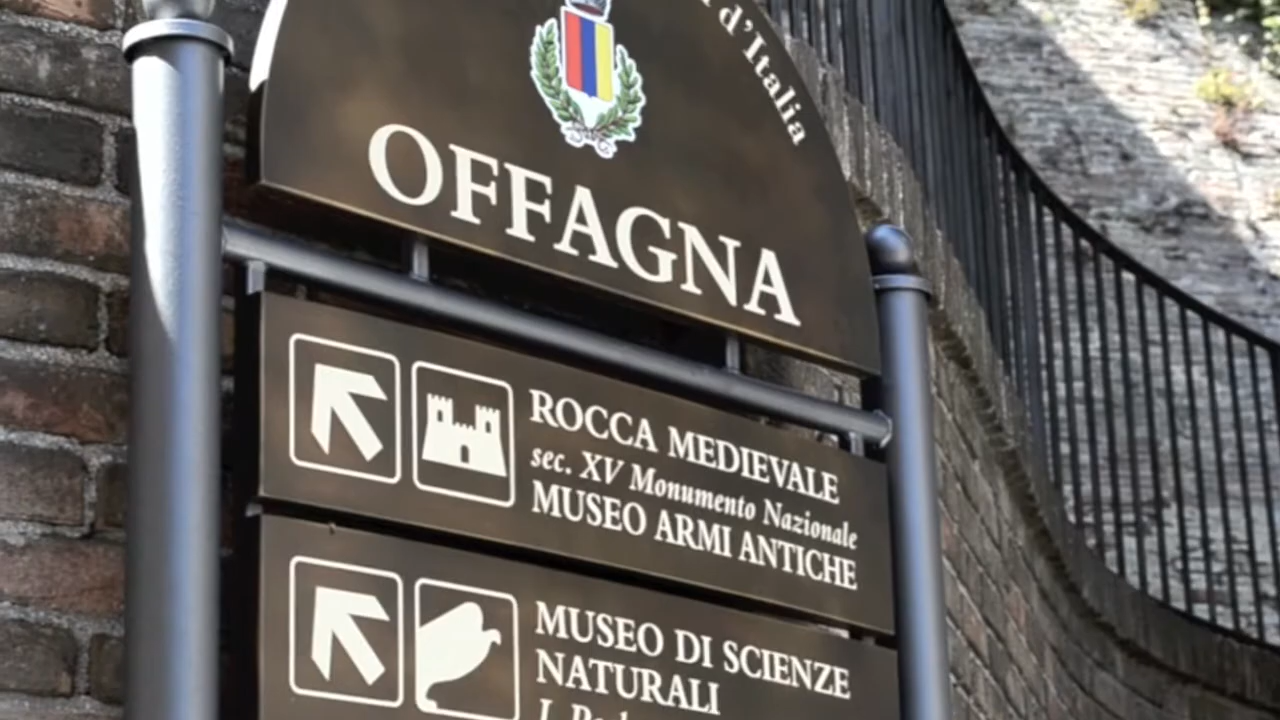 d'Italia
OFFAGNA
ROCCA MEDIEVALE
sec. XV Monumento Nazionale
MUSEO ARMI ANTICHE
MUSEO DI SCIENZE
NATURALI